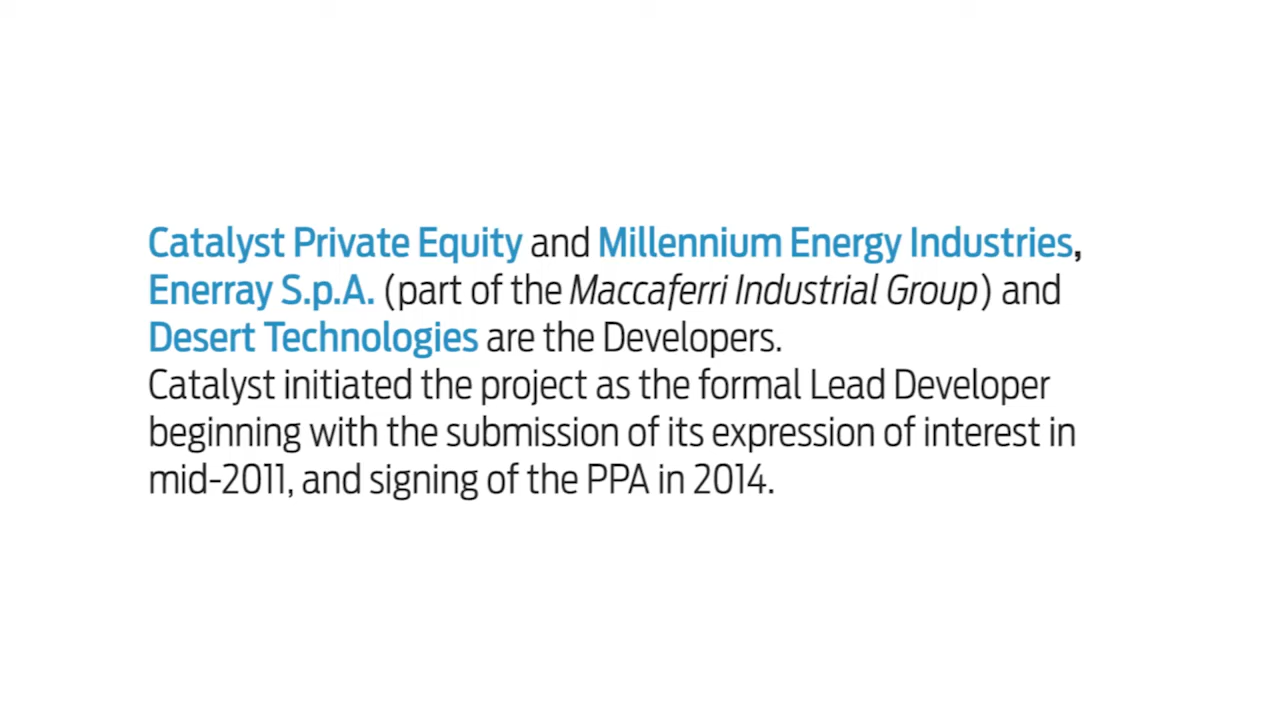 Catalyst Private Equity and Millennium Energy Industries,
Enerray S.p.A. (part of the Maccaferri Industrial Group) and
Desert Technologies are the Developers.
Catalyst initiated the project as the formal Lead Developer
beginning with the submission of its expression of interest in
mid-2011, and signing of the PPA in 2014.